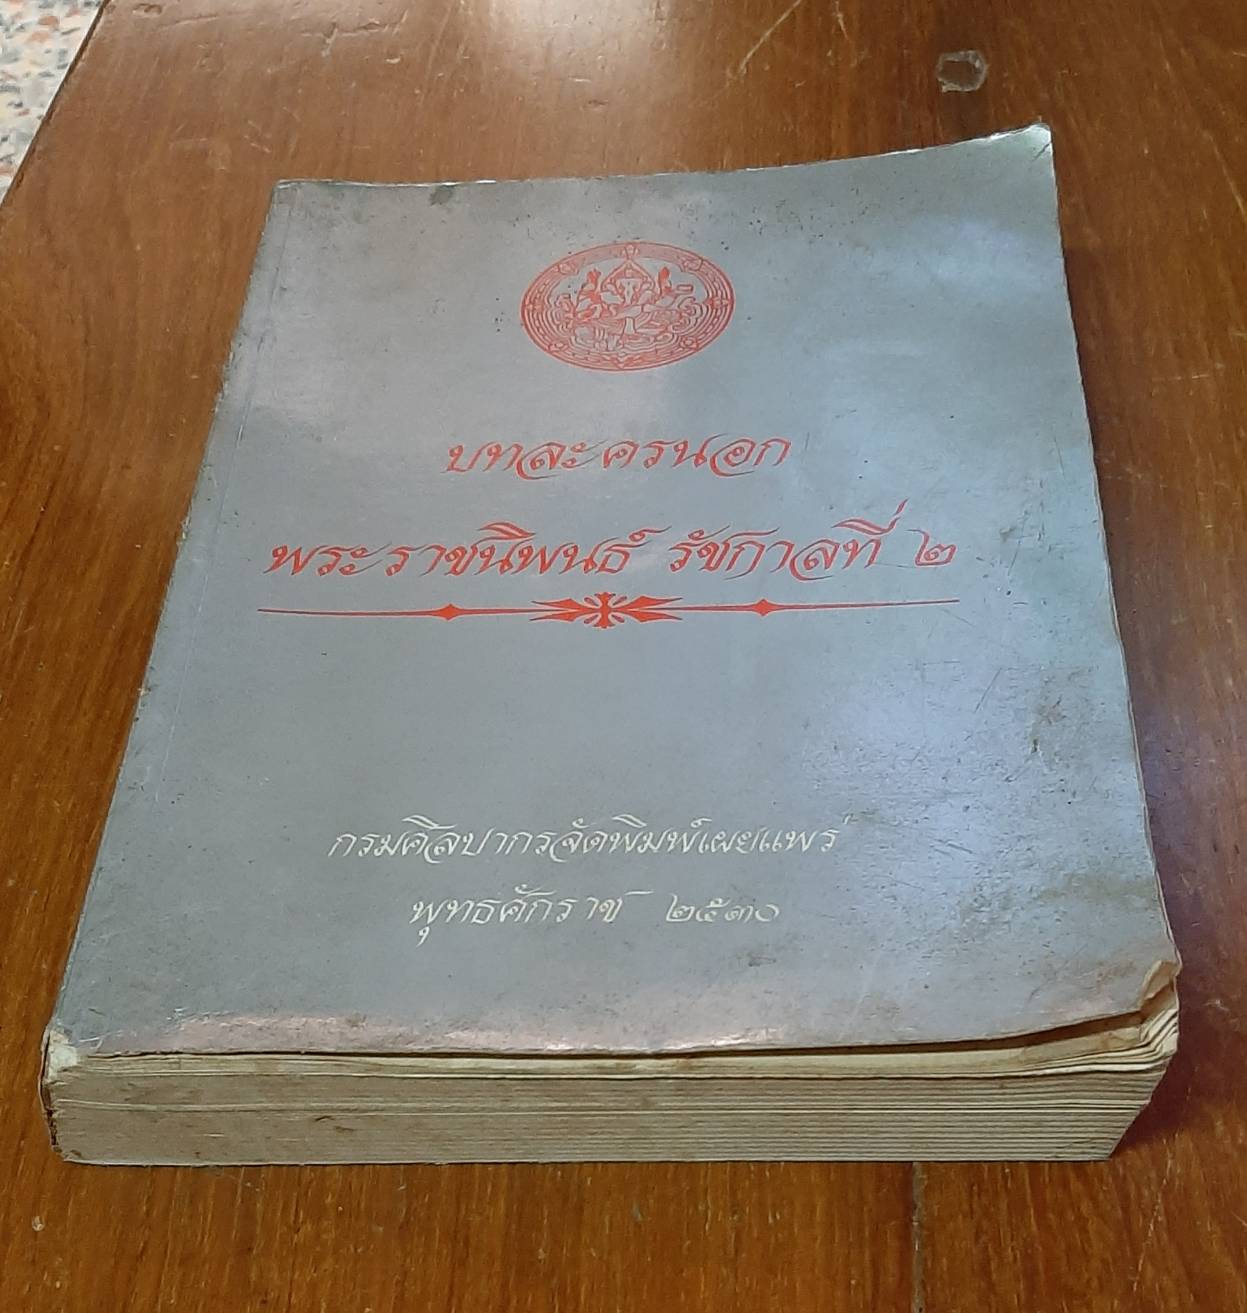 บทละครนอก
พระราชนิพนธ์ รัชกาลที่ ๒
กรมศิลปากรจัดพิมพ์เผยแพร่
พุทธศักราช ๒๕๓๐